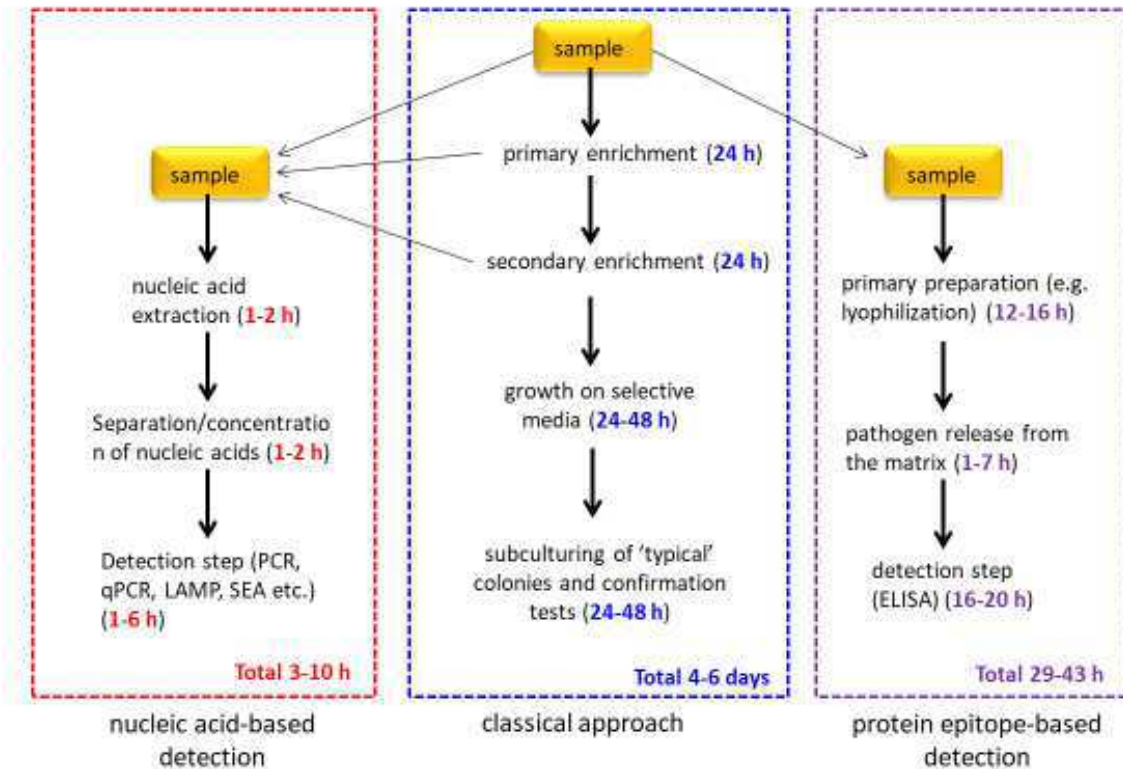 sample
nucleic acid
extraction (1-2 h)
Separation/concentratio
n of nucleic acids (1-2 h)
Detection step (PCR,
qPCR, LAMP, SEA etc.)
(1-6 h)
Total 3-10 h
nucleic acid-based
detection
sample
primary enrichment (24 h)
secondary enrichment (24 h)
growth on selective
media (24-48 h)
subculturing of ‘typical’
colonies and confirmation
tests (24-48 h)
Total 4-6 days
classical approach
sample
primary preparation (e.g.
lyophilization) (12-16 h)
pathogen release from
the matrix (1-7 h)
detection step
(ELISA) (16-20 h)
Total 29-43 h
protein epitope-based
detection